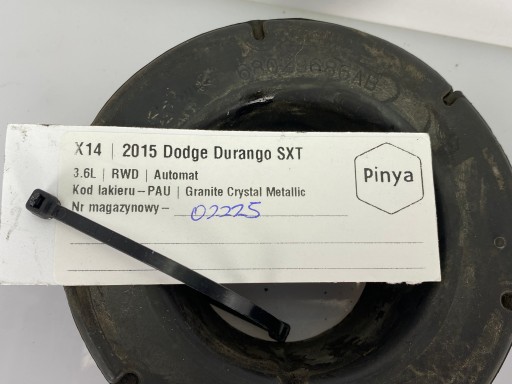 X14 | 2015 Dodge Durango SXT
3.6L | RWD | Automat
Kod lakieru – PAU | Granite Crystal Metallic
Nr magazynowy – 02225
Pinya